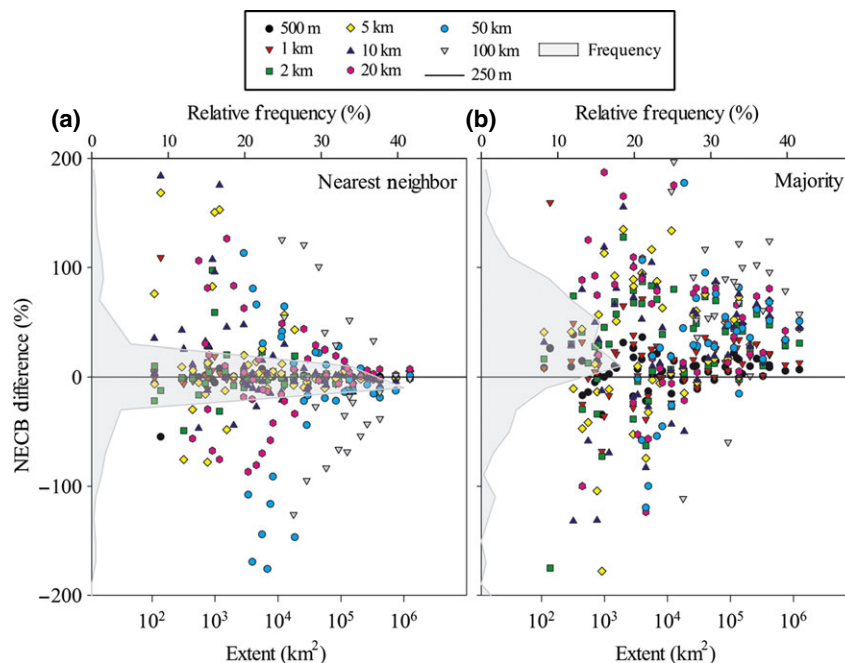 500 m 5 km 50 km
1 km 10 km 100 km Frequency
2 km 20 km 250 m
(a) Relative frequency (%)
0 10 20 30 40
Nearest neighbor
200
100
0
−100
−200
NECB difference (%)
10² 10³ 10⁴ 10⁵ 10⁶
Extent (km²)
(b) Relative frequency (%)
0 10 20 30 40
Majority
10² 10³ 10⁴ 10⁵ 10⁶
Extent (km²)